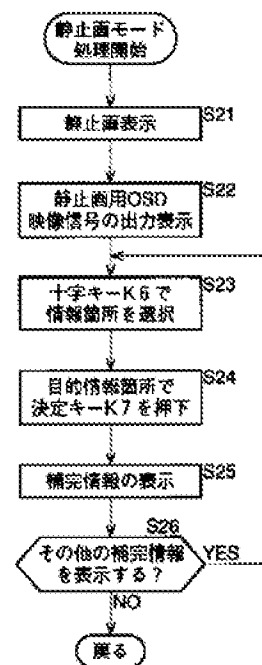 静止画モード
処理開始
S21
静止画表示
S22
静止画用OSD
映像信号の出力表示
S23
十字キーK6で
情報箇所を選択
S24
目的情報箇所で
決定キーK7を押下
S25
補完情報の表示
S26
その他の補完情報
を表示する？
YES
NO
戻る